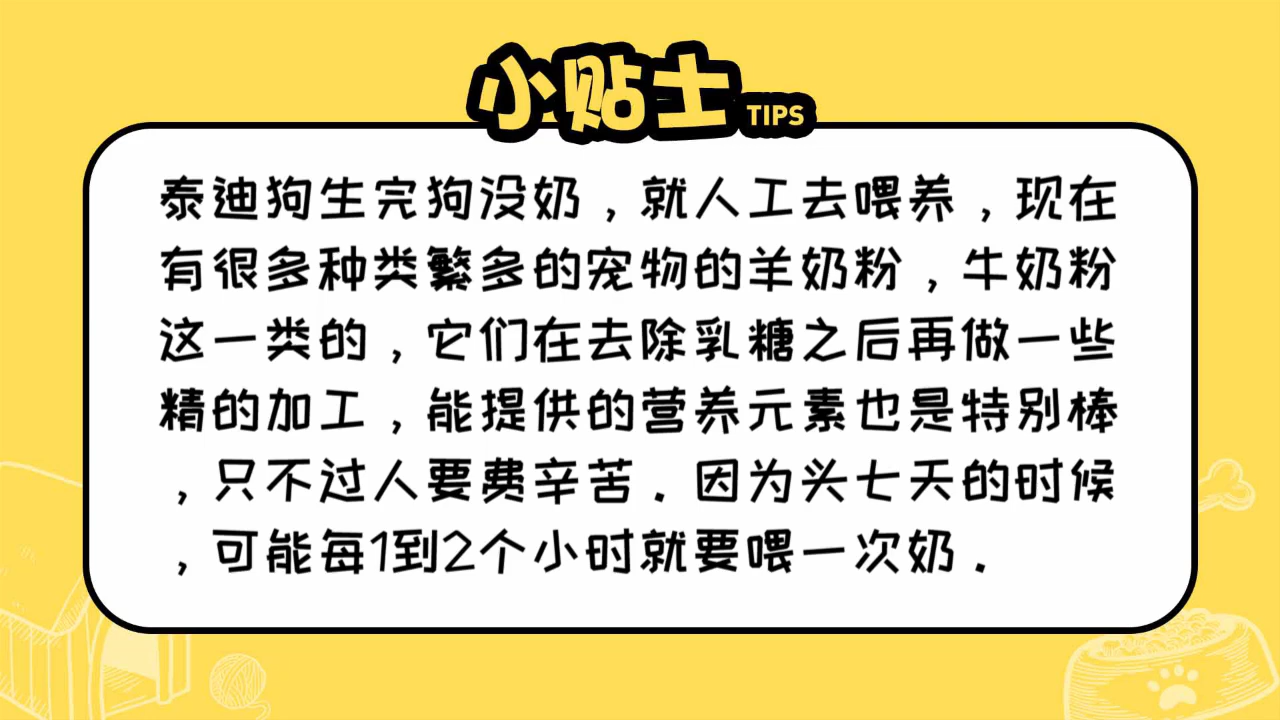 小贴士 TIPS
泰迪狗生完狗没奶，就人工去喂养，现在
有很多种类繁多的宠物的羊奶粉，牛奶粉
这一类的，它们在去除乳糖之后再做一些
精的加工，能提供的营养元素也是特别棒
，只不过人要费辛苦．因为头七天的时候
，可能每1到2个小时就要喂一次奶．